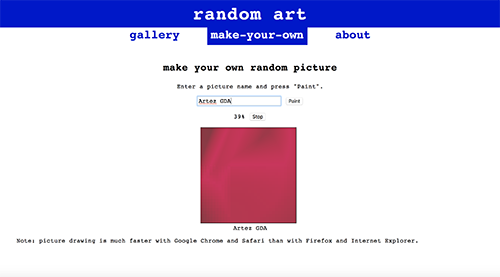 random art
gallery make-your-own about
make your own random picture
Enter a picture name and press "Paint".
Artez GDA Paint
39% Stop
Artez GDA
Note: picture drawing is much faster with Google Chrome and Safari than with Firefox and Internet Explorer.